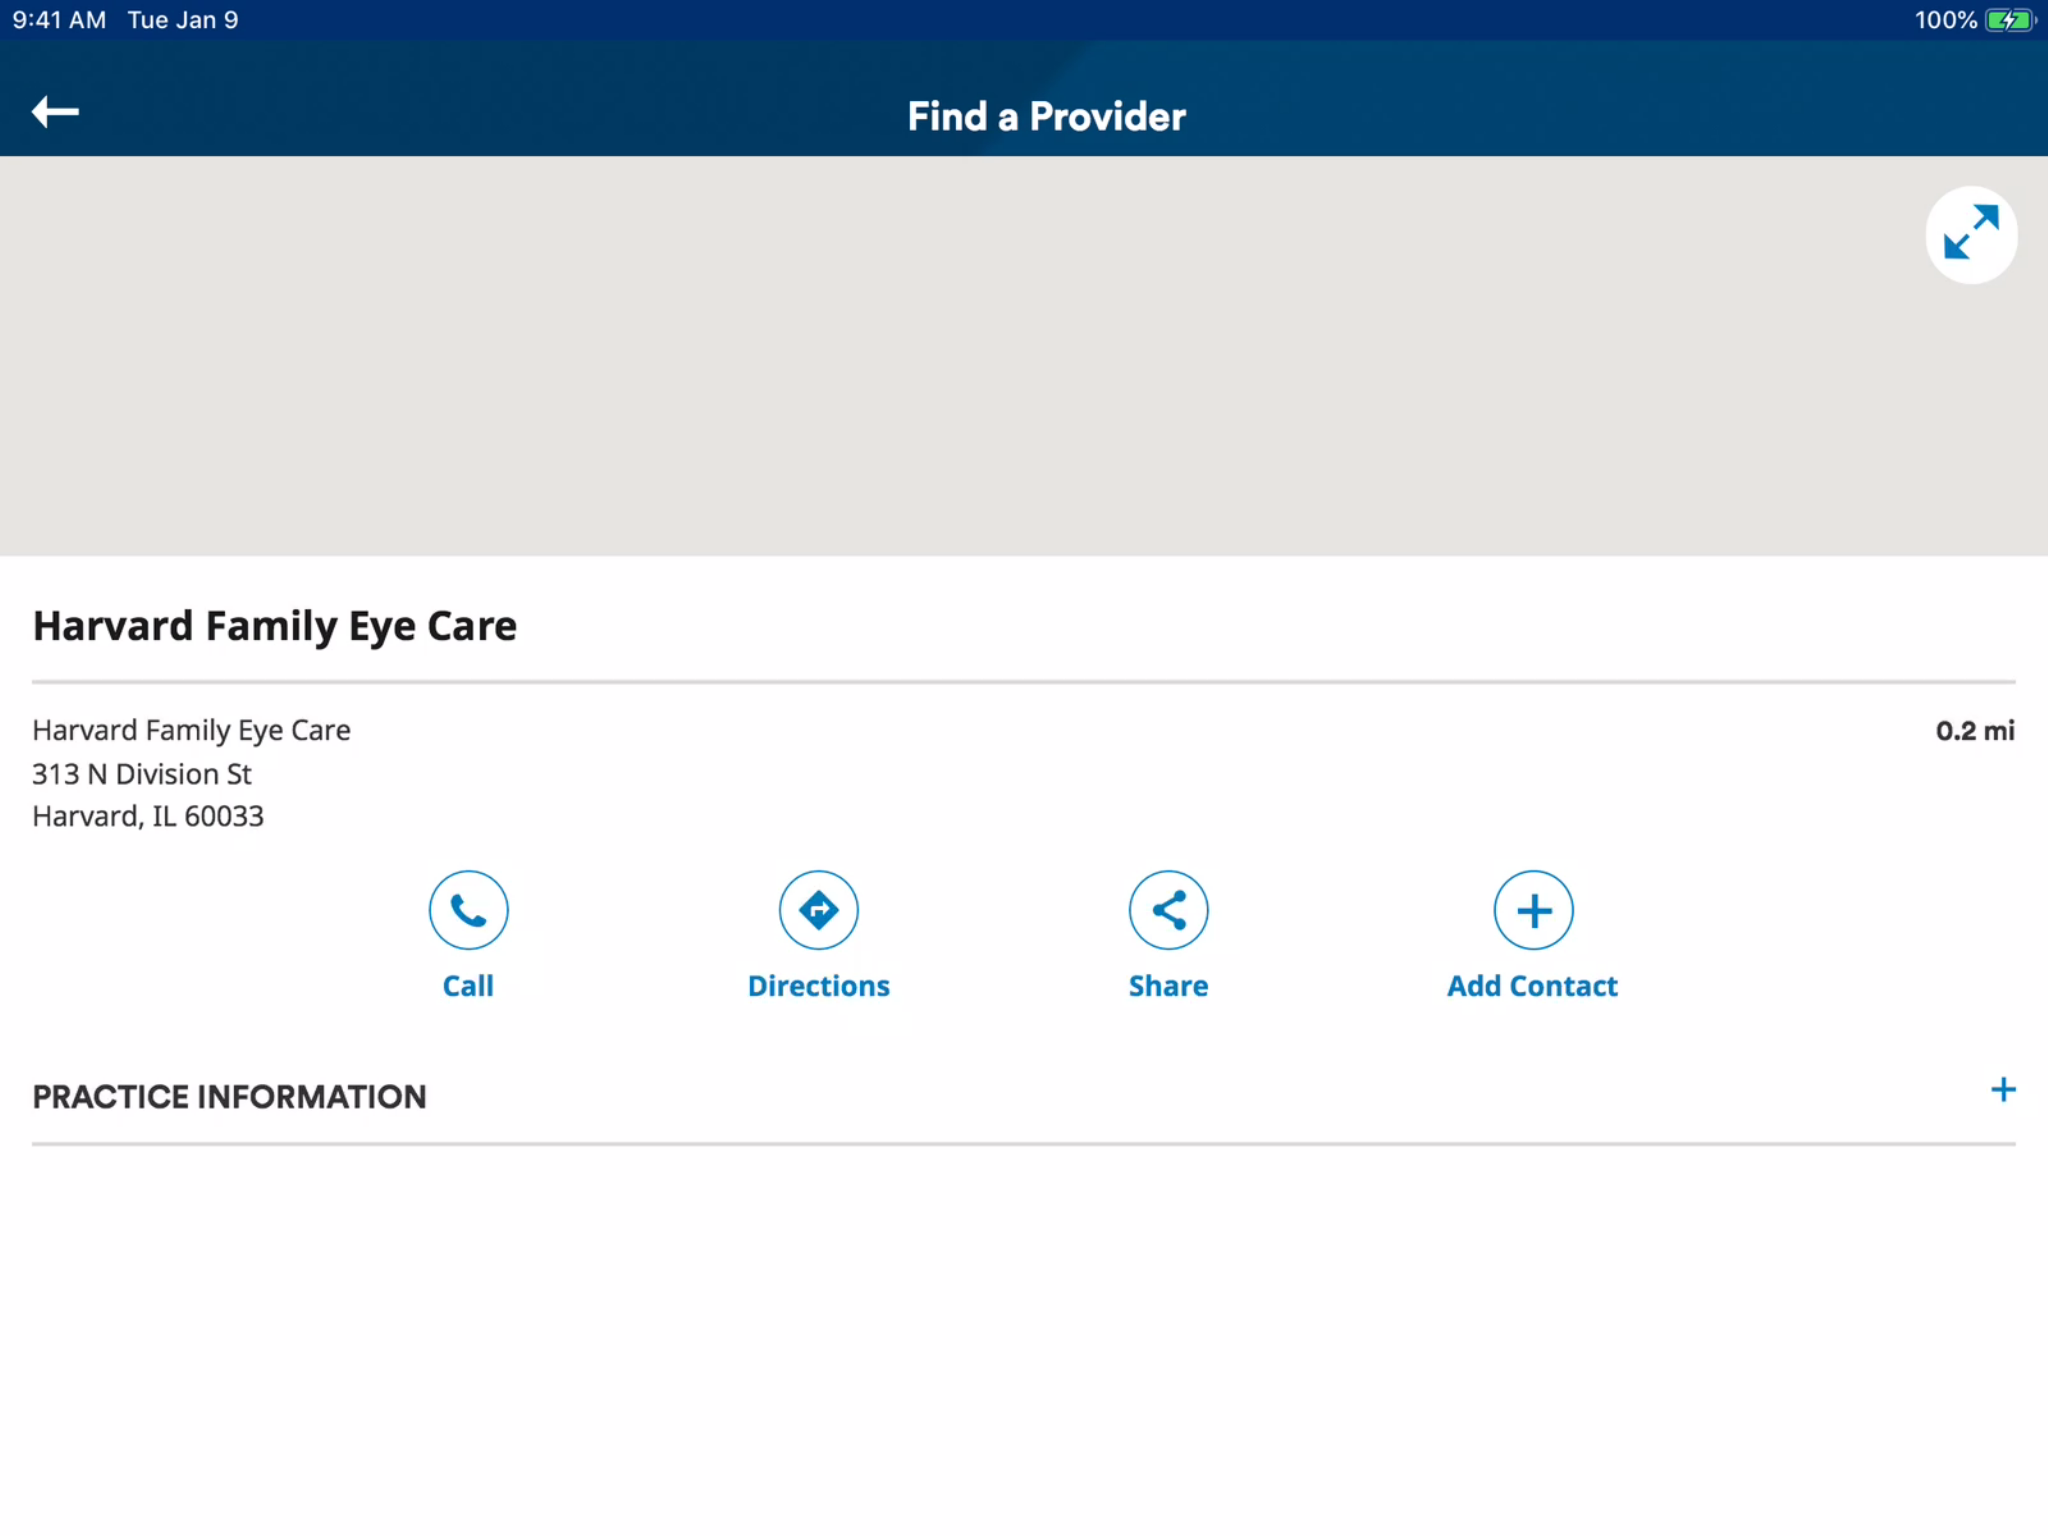 9:41 AM Tue Jan 9 100%
Find a Provider
Harvard Family Eye Care
Harvard Family Eye Care 0.2 mi
313 N Division St
Harvard, IL 60033
Call Directions Share Add Contact
PRACTICE INFORMATION +